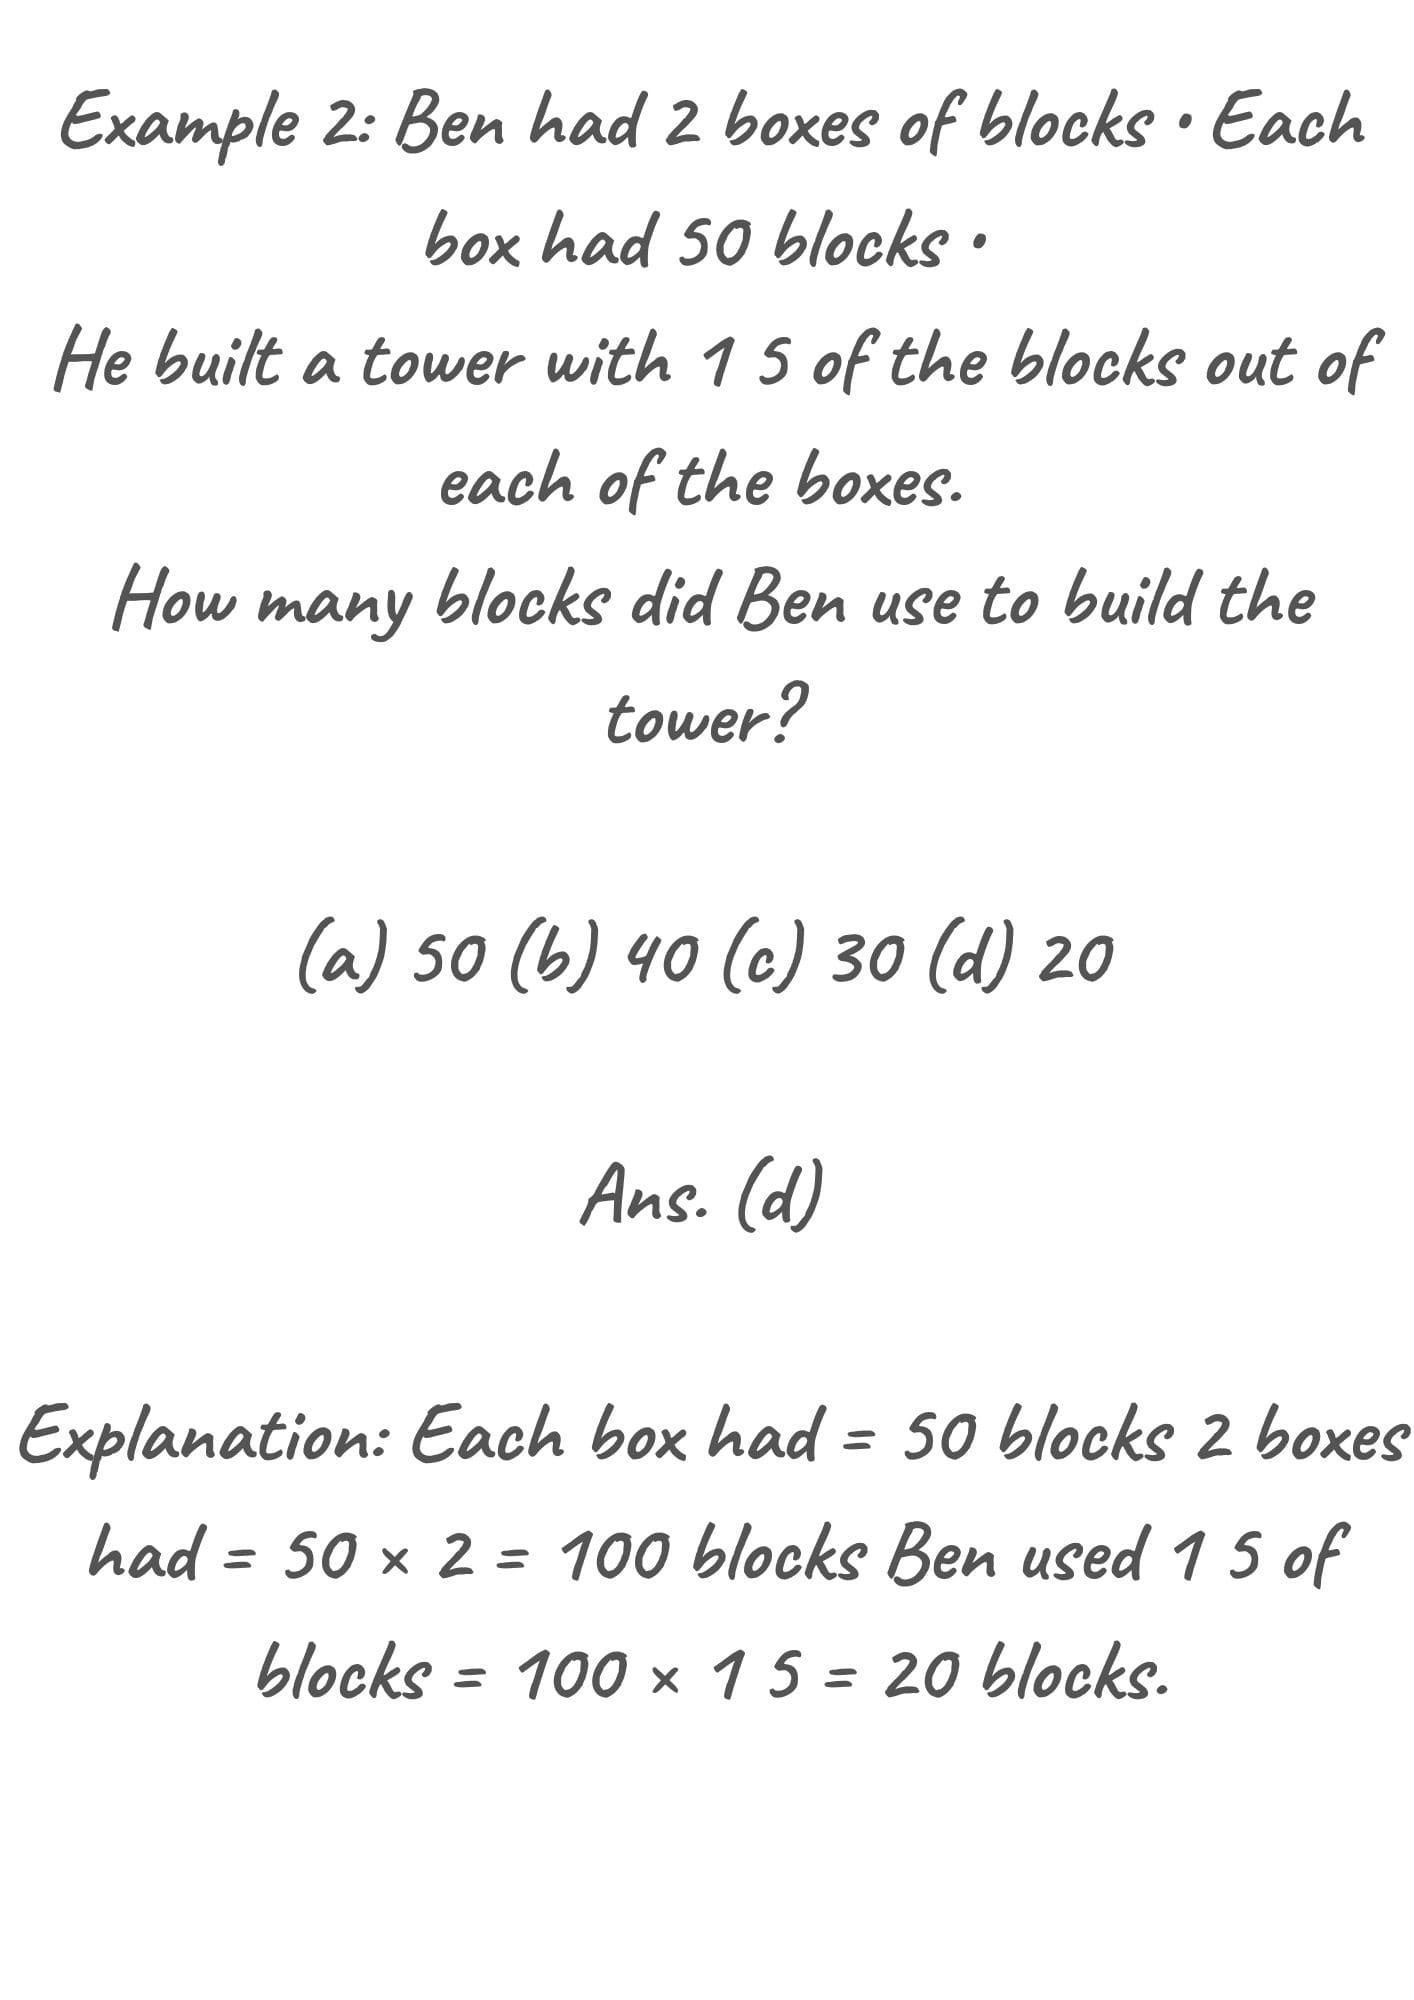 Example 2: Ben had 2 boxes of blocks · Each
box had 50 blocks ·
He built a tower with 1 5 of the blocks out of
each of the boxes.
How many blocks did Ben use to build the
tower?
(a) 50 (b) 40 (c) 30 (d) 20
Ans. (d)
Explanation: Each box had = 50 blocks 2 boxes
had = 50 × 2 = 100 blocks Ben used 1 5 of
blocks = 100 × 1 5 = 20 blocks.